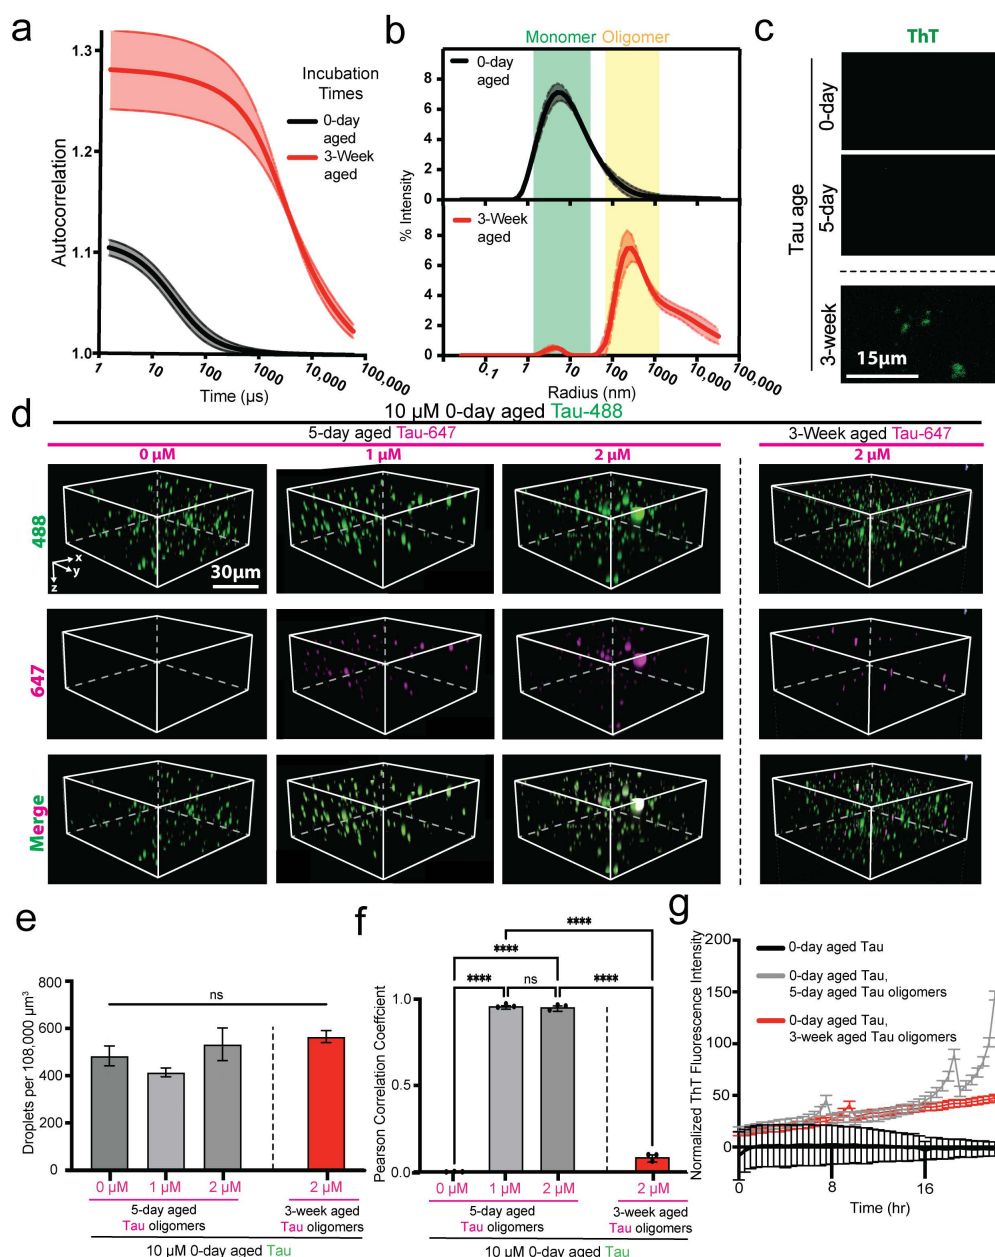 a
1.3
1.2
1.1
1.0
Autocorrelation
Incubation
Times
0-day
aged
3-Week
aged
1
10
100
1000
10,000
100,000
Time (µs)
b
Monomer
Oligomer
0-day
aged
8
6
4
2
0
3-Week
aged
8
6
4
2
0
% Intensity
0.1
1
10
100
1000
10,000
100,000
Radius (nm)
c
ThT
Tau age
0-day
5-day
3-week
15µm
d
10 µM 0-day aged Tau-488
5-day aged Tau-647
3-Week aged Tau-647
0 µM
1 µM
2 µM
2 µM
488
x
y
z
30µm
647
Merge
e
Droplets per 108,000 µm³
800
600
400
200
0
ns
0 µM
1 µM
2 µM
2 µM
5-day aged
Tau oligomers
3-week aged
Tau oligomers
10 µM 0-day aged Tau
f
Pearson Correlation Coeffcient
1.0
0.5
0.0
****
****
****
ns
****
0 µM
1 µM
2 µM
2 µM
5-day aged
Tau oligomers
3-week aged
Tau oligomers
10 µM 0-day aged Tau
g
Normalized ThT Fluorescence Intensity
200
150
100
50
0
0-day aged Tau
0-day aged Tau,
5-day aged Tau oligomers
0-day aged Tau,
3-week aged Tau oligomers
0
8
16
Time (hr)